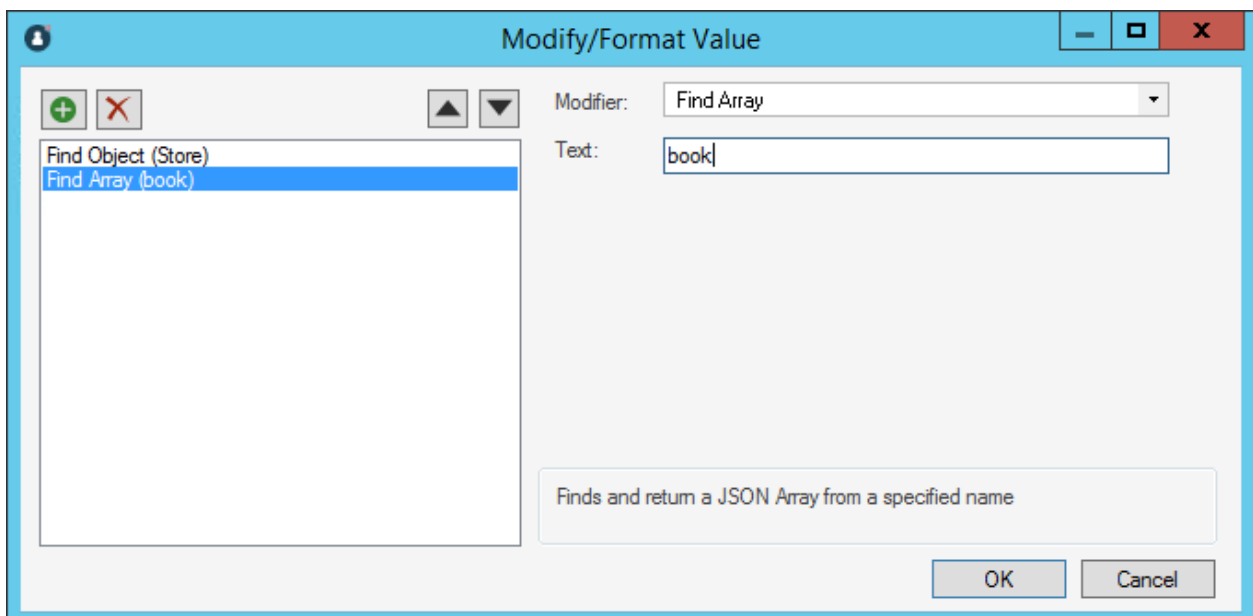 Modify/Format Value
X
Modifier:
Find Array
Find Object (Store)
Find Array (book)
Text:
book
Finds and return a JSON Array from a specified name
OK
Cancel